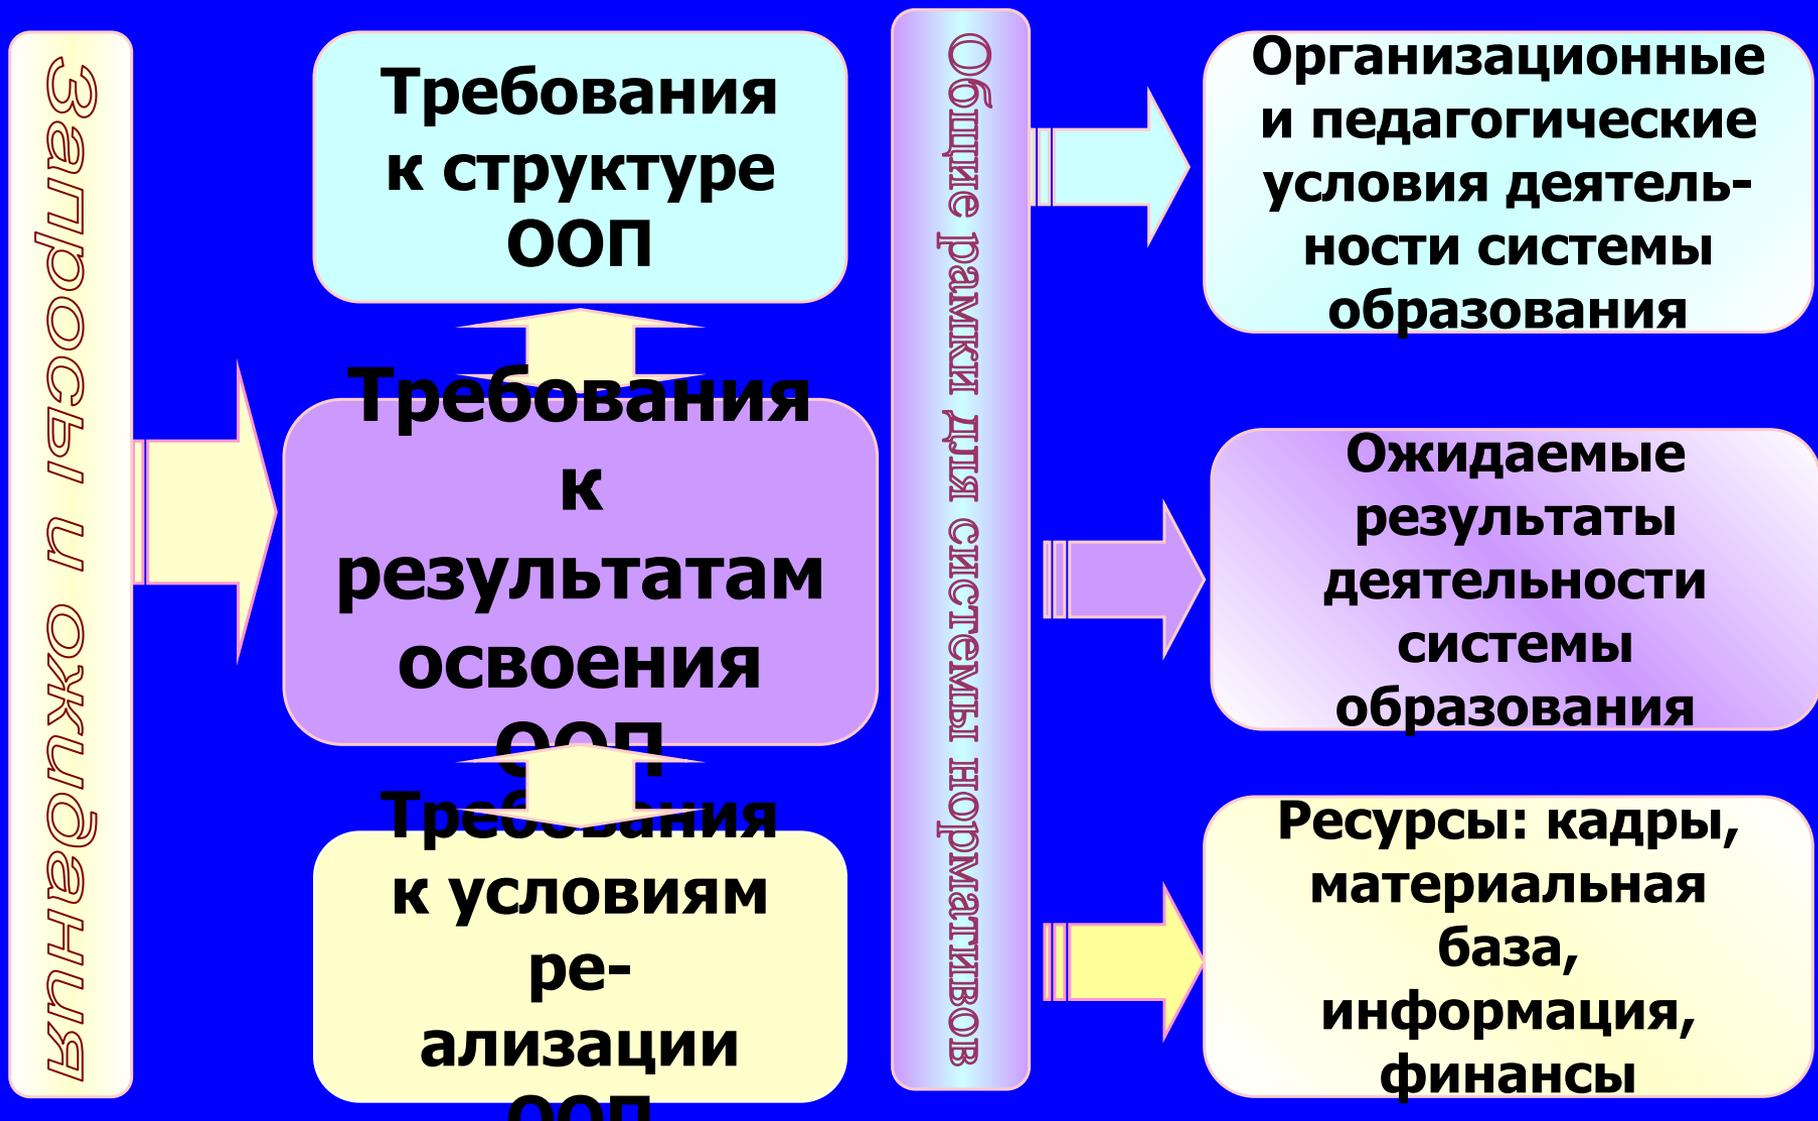 Запросы и ожидания
Требования
к структуре
ООП
Требования
к
результатам
освоения
ООП
Требования
к условиям
ре-
ализации
ООП
Общие рамки для системы нормативов
Организационные
и педагогические
условия деятель-
ности системы
образования
Ожидаемые
результаты
деятельности
системы
образования
Ресурсы: кадры,
материальная
база,
информация,
финансы